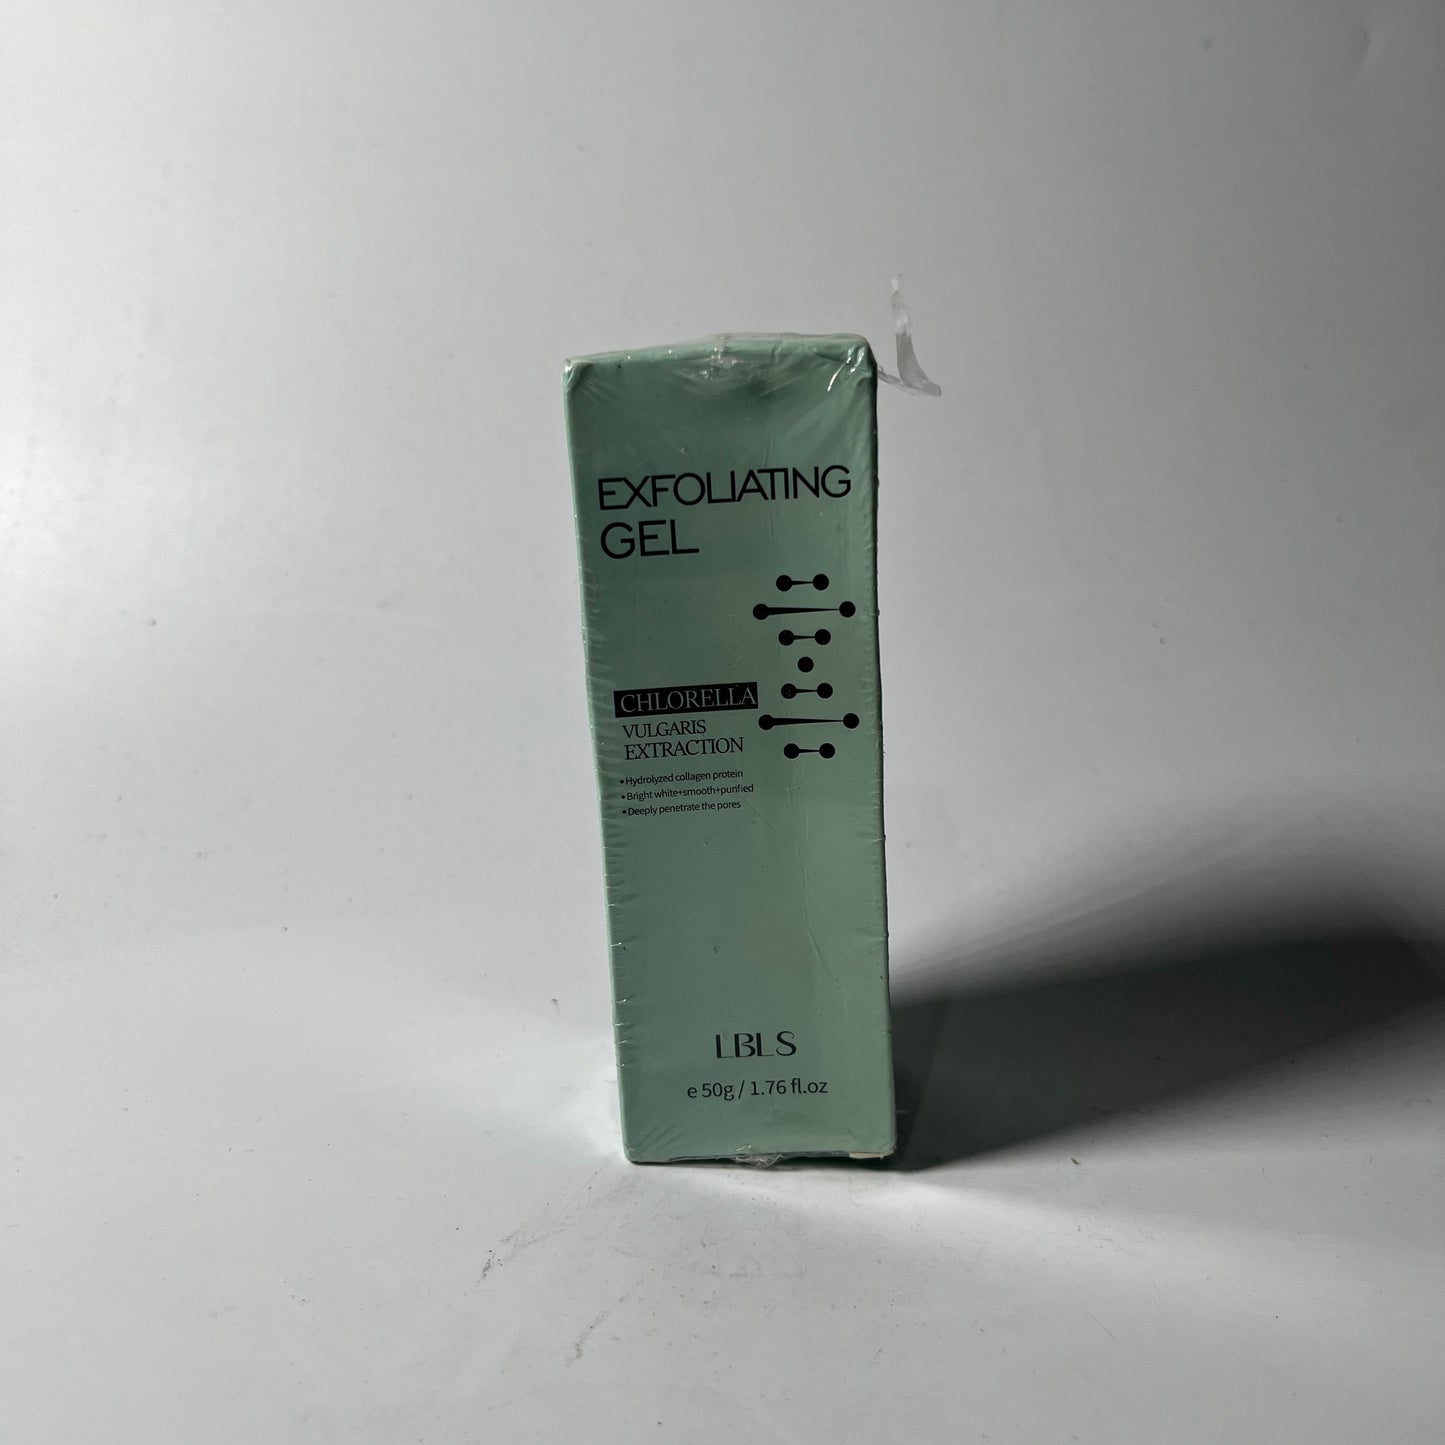 EXFOLIATING
GEL
CHLORELLA
VULGARIS
EXTRACTION
•Hydrolyzed collagen protein
•Bright white+smooth+purified
•Deeply penetrate the pores
LBLS
e 50g / 1.76 fl.oz